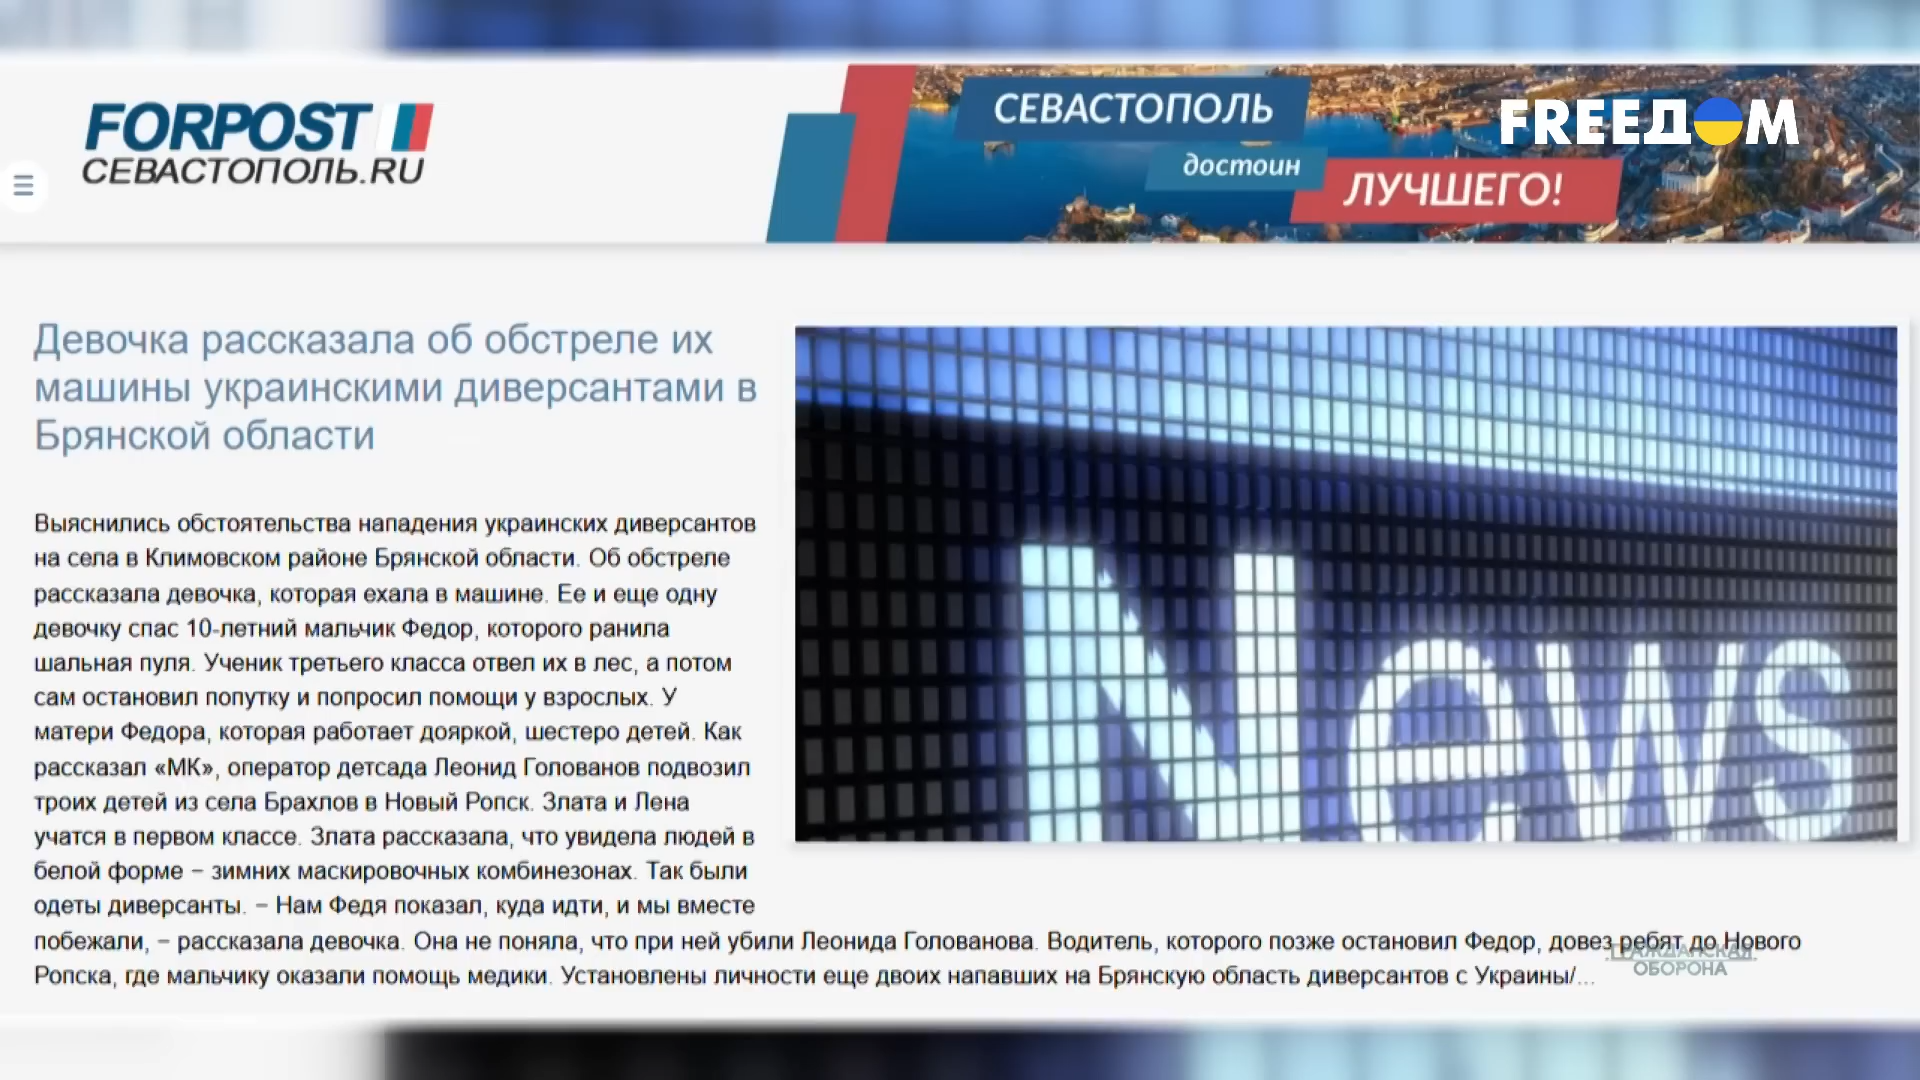 FORPOST
СЕВАСТОПОЛЬ.RU
СЕВАСТОПОЛЬ
достоин
ЛУЧШЕГО!
FREEДОМ
Девочка рассказала об обстреле их
машины украинскими диверсантами в
Брянской области
Выяснились обстоятельства нападения украинских диверсантов
на села в Климовском районе Брянской области. Об обстреле
рассказала девочка, которая ехала в машине. Ее и еще одну
девочку спас 10-летний мальчик Федор, которого ранила
шальная пуля. Ученик третьего класса отвел их в лес, а потом
сам остановил попутку и попросил помощи у взрослых. У
матери Федора, которая работает дояркой, шестеро детей. Как
рассказал «МК», оператор детсада Леонид Голованов подвозил
троих детей из села Брахлов в Новый Ропск. Злата и Лена
учатся в первом классе. Злата рассказала, что увидела людей в
белой форме – зимних маскировочных комбинезонах. Так были
одеты диверсанты. – Нам Федя показал, куда идти, и мы вместе
побежали, – рассказала девочка. Она не поняла, что при ней убили Леонида Голованова. Водитель, которого позже остановил Федор, довез ребят до Нового
Ропска, где мальчику оказали помощь медики. Установлены личности еще двоих напавших на Брянскую область диверсантов с Украины/...
News
ГРАЖДАНСКАЯ
ОБОРОНА